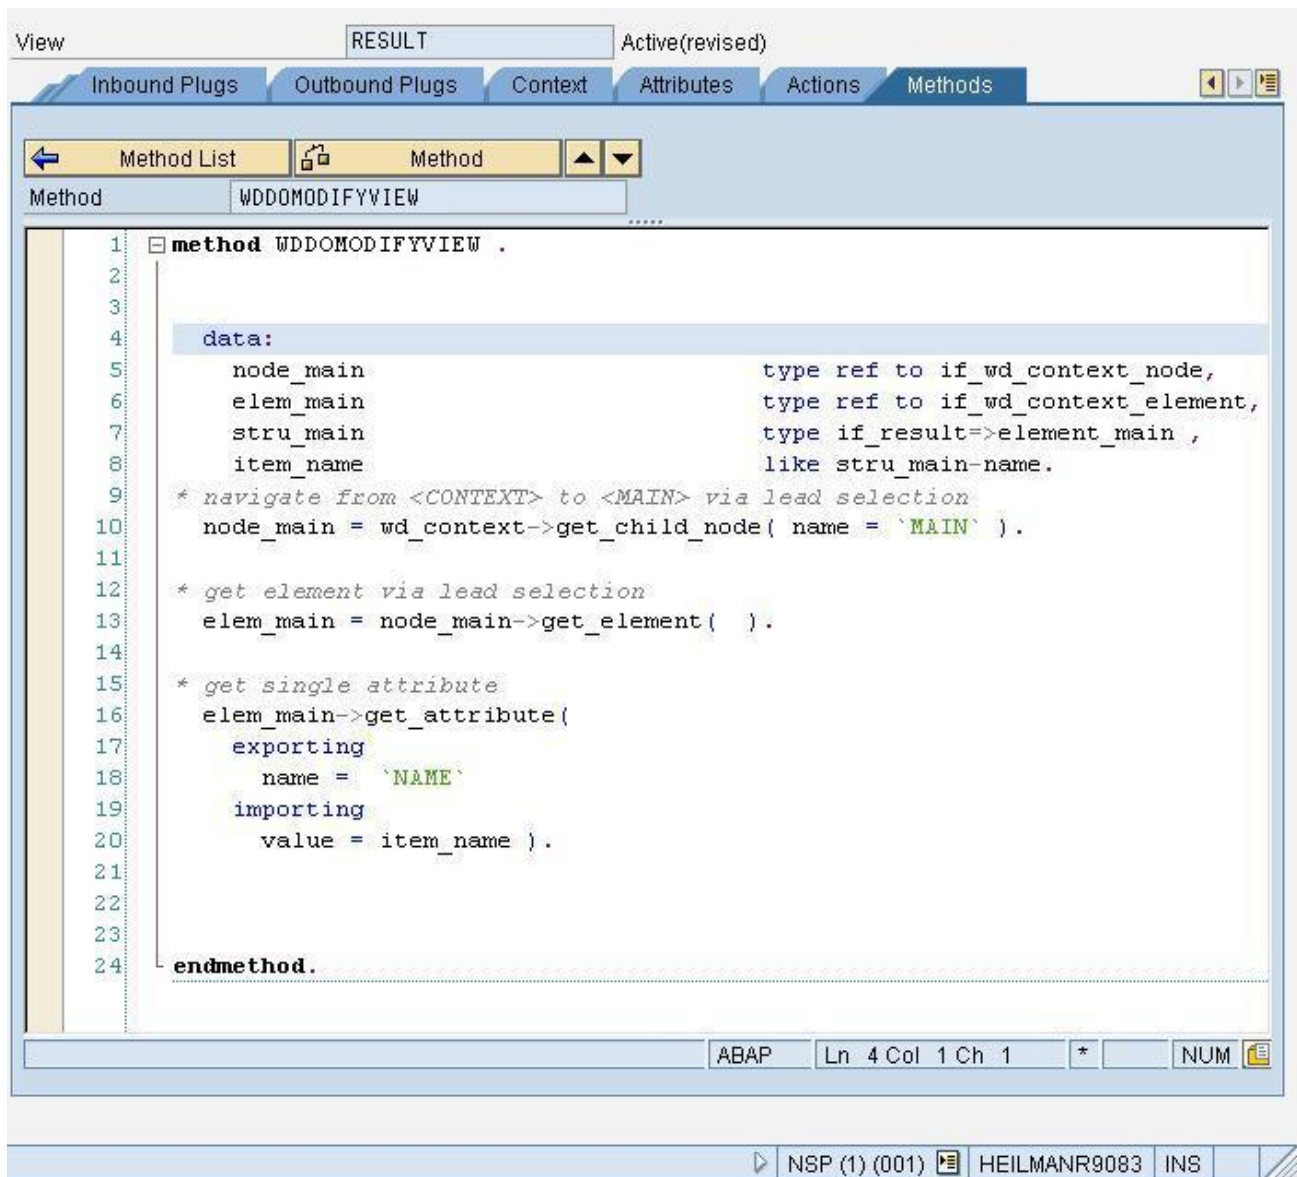 View RESULT Active(revised)
Inbound Plugs Outbound Plugs Context Attributes Actions Methods
Method List Method
Method WDDOMODIFYVIEW
1 method WDDOMODIFYVIEW .
2
3
4 data:
5 node_main type ref to if_wd_context_node,
6 elem_main type ref to if_wd_context_element,
7 stru_main type if_result=>element_main ,
8 item_name like stru_main-name.
9 * navigate from <CONTEXT> to <MAIN> via lead selection
10 node_main = wd_context->get_child_node( name = `MAIN` ).
11
12 * get element via lead selection
13 elem_main = node_main->get_element(  ).
14
15 * get single attribute
16 elem_main->get_attribute(
17 exporting
18 name =  `NAME`
19 importing
20 value = item_name ).
21
22
23
24 endmethod.
ABAP Ln 4 Col 1 Ch 1 * NUM
NSP (1) (001) HEILMANR9083 INS